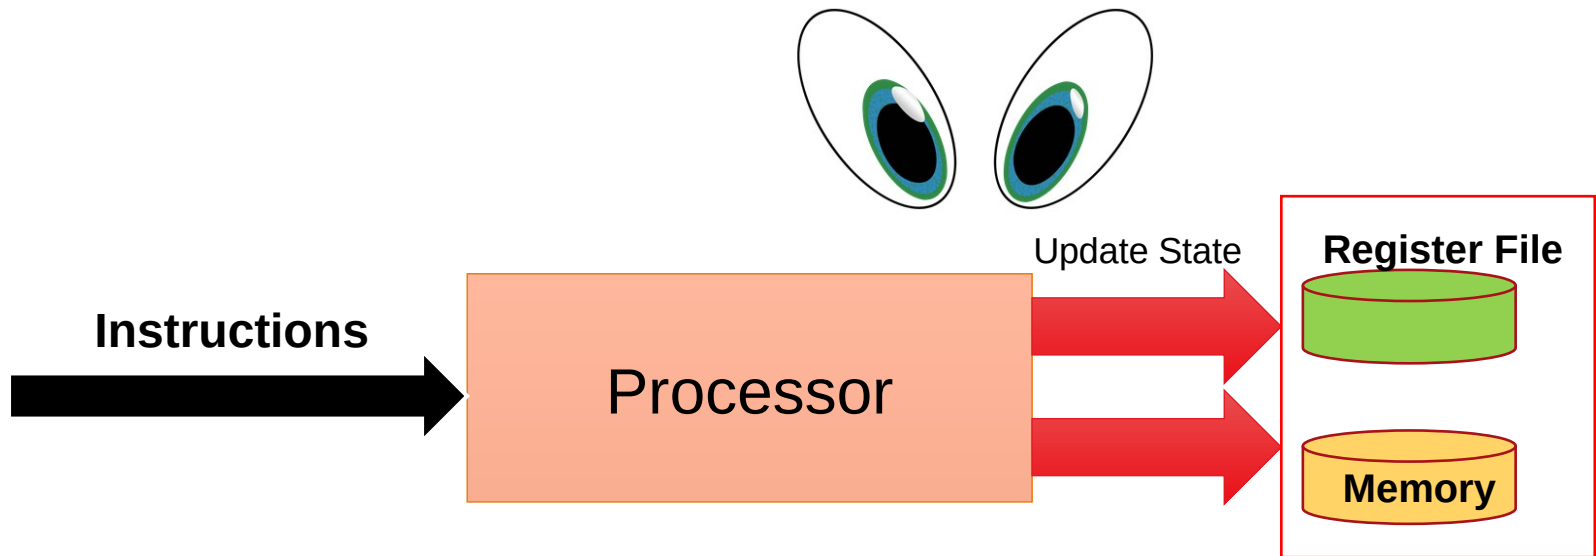 Update State
Register File
Instructions
Processor
Memory